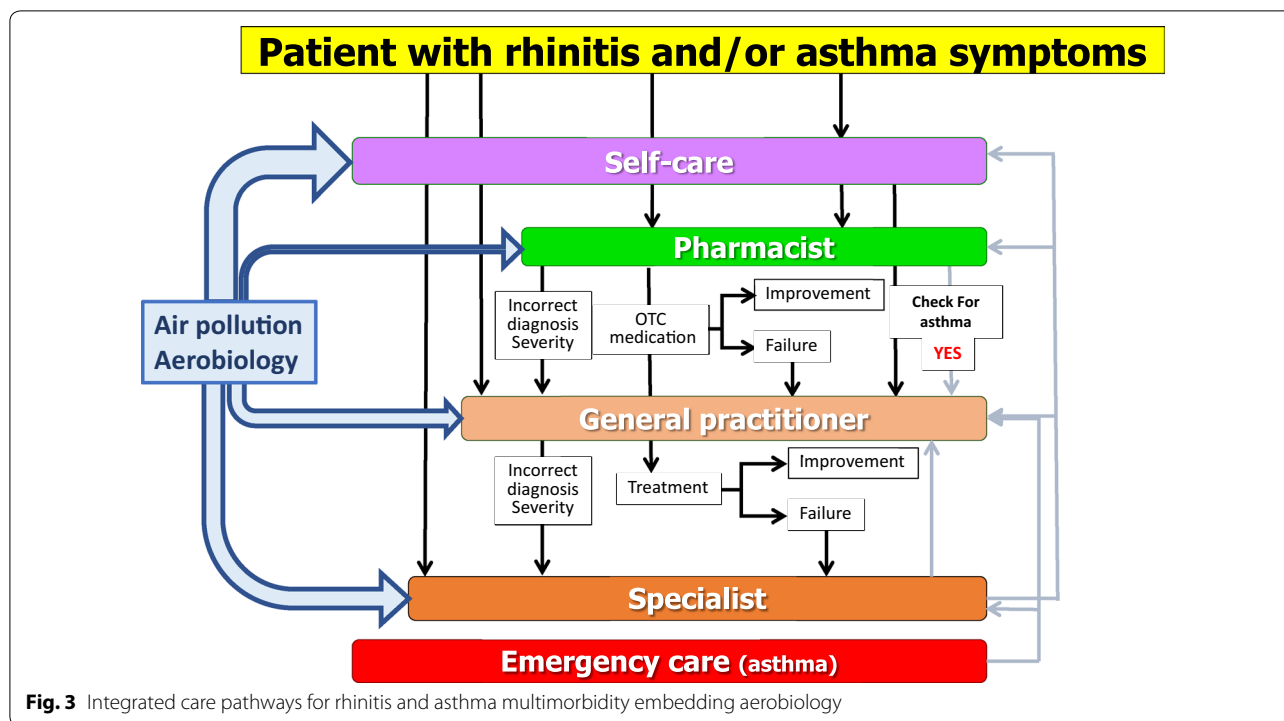 Patient with rhinitis and/or asthma symptoms
Self-care
Pharmacist
Air pollution
Aerobiology
Incorrect
diagnosis
Severity
OTC
medication
Improvement
Failure
Check For
asthma
YES
General practitioner
Incorrect
diagnosis
Severity
Treatment
Improvement
Failure
Specialist
Emergency care (asthma)
Fig. 3 Integrated care pathways for rhinitis and asthma multimorbidity embedding aerobiology